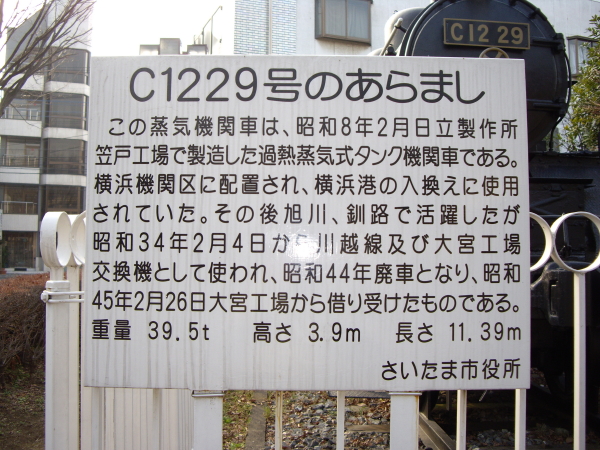 C12 29
C1229号のあらまし
この蒸気機関車は、昭和8年2月日立製作所
笠戸工場で製造した過熱蒸気式タンク機関車である。
横浜機関区に配置され、横浜港の入換えに使用
されていた。その後旭川、釧路で活躍したが
昭和34年2月4日から川越線及び大宮工場
交換機として使われ、昭和44年廃車となり、昭和
45年2月26日大宮工場から借り受けたものである。
重量 39.5t 高さ 3.9m 長さ 11.39m
さいたま市役所